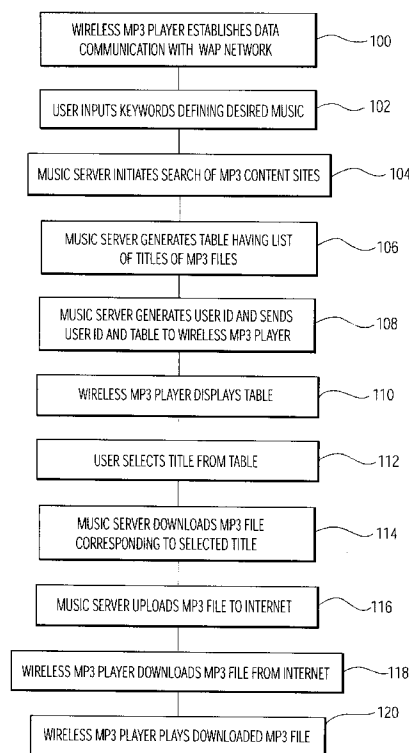 WIRELESS MP3 PLAYER ESTABLISHES DATA
COMMUNICATION WITH WAP NETWORK
100
USER INPUTS KEYWORDS DEFINING DESIRED MUSIC
102
MUSIC SERVER INITIATES SEARCH OF MP3 CONTENT SITES
104
MUSIC SERVER GENERATES TABLE HAVING LIST
OF TITLES OF MP3 FILES
106
MUSIC SERVER GENERATES USER ID AND SENDS
USER ID AND TABLE TO WIRELESS MP3 PLAYER
108
WIRELESS MP3 PLAYER DISPLAYS TABLE
110
USER SELECTS TITLE FROM TABLE
112
MUSIC SERVER DOWNLOADS MP3 FILE
CORRESPONDING TO SELECTED TITLE
114
MUSIC SERVER UPLOADS MP3 FILE TO INTERNET
116
WIRELESS MP3 PLAYER DOWNLOADS MP3 FILE FROM INTERNET
118
120
WIRELESS MP3 PLAYER PLAYS DOWNLOADED MP3 FILE